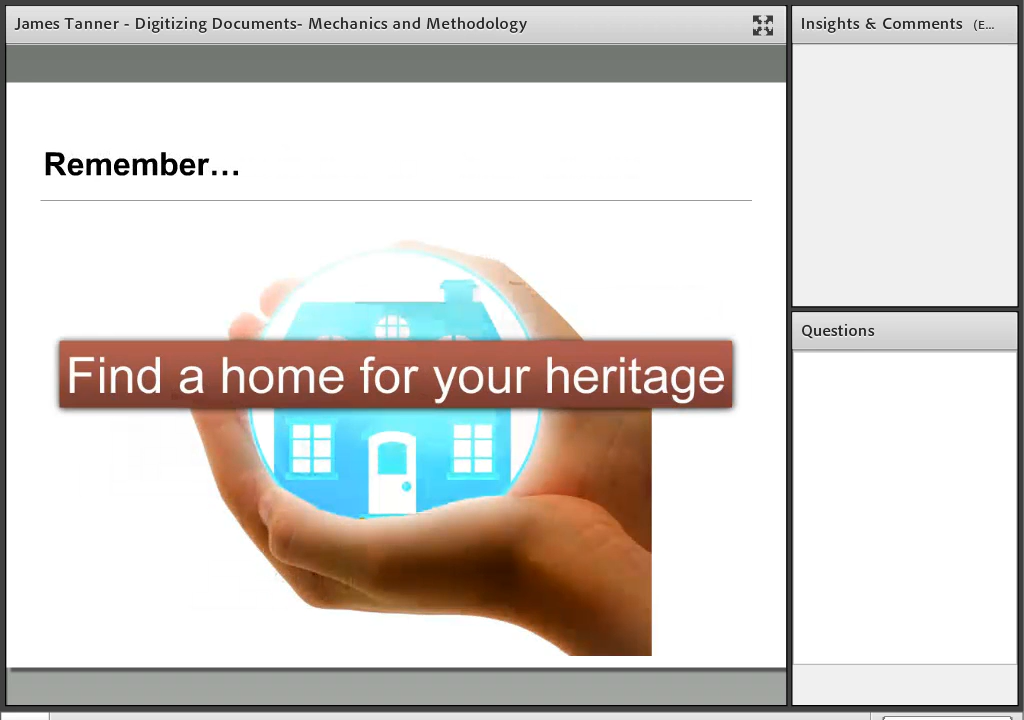 James Tanner - Digitizing Documents- Mechanics and Methodology
Insights & Comments (E...
Remember...
Find a home for your heritage
Questions